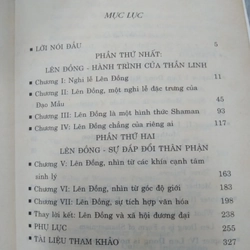 MỤC LỤC
LỜI NÓI ĐẦU 5
PHẦN THỨ NHẤT:
LÊN ĐỒNG - HÀNH TRÌNH CỦA THẦN LINH
Chương I: Nghi lễ Lên Đồng 11
Chương II: Lên Đồng, một nghi lễ đặc trưng của
Đạo Mẫu 45
Chương III: Lên Đồng là một hình thức Shaman 93
Chương IV: Lên Đồng chẳng của riêng ai 117
PHẦN THỨ HAI
LÊN ĐỒNG - SỰ ĐÁP ĐỔI THÂN PHẬN
Chương V: Lên Đồng, nhìn từ các khía cạnh tâm
sinh lý 163
Chương VI: Lên Đồng, nhìn từ góc độ giới 183
Chương VII: Lên Đồng, sự tích hợp văn hóa 198
Thay lời kết: Lên Đồng và xã hội đương đại 238
PHỤ LỤC 255
TÀI LIỆU THAM KHẢO 327